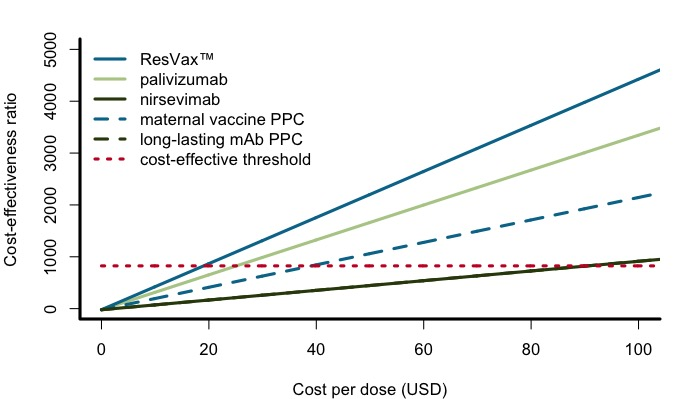 ResVax™
palivizumab
nirsevimab
maternal vaccine PPC
long-lasting mAb PPC
cost-effective threshold
Cost-effectiveness ratio
5000
4000
3000
2000
1000
0
0 20 40 60 80 100
Cost per dose (USD)